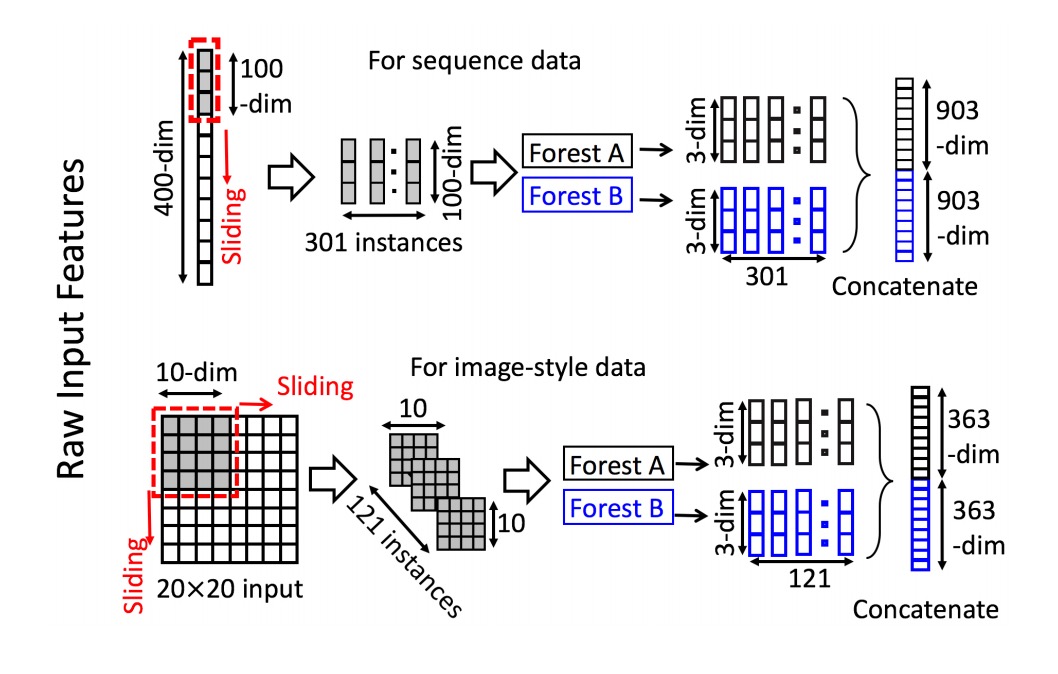 Raw Input Features
For sequence data
400-dim
100
-dim
Sliding
301 instances
100-dim
Forest A
Forest B
3-dim
3-dim
301
903
-dim
903
-dim
Concatenate
For image-style data
10-dim
Sliding
Sliding
20×20 input
10
10
121 instances
Forest A
Forest B
3-dim
3-dim
121
363
-dim
363
-dim
Concatenate